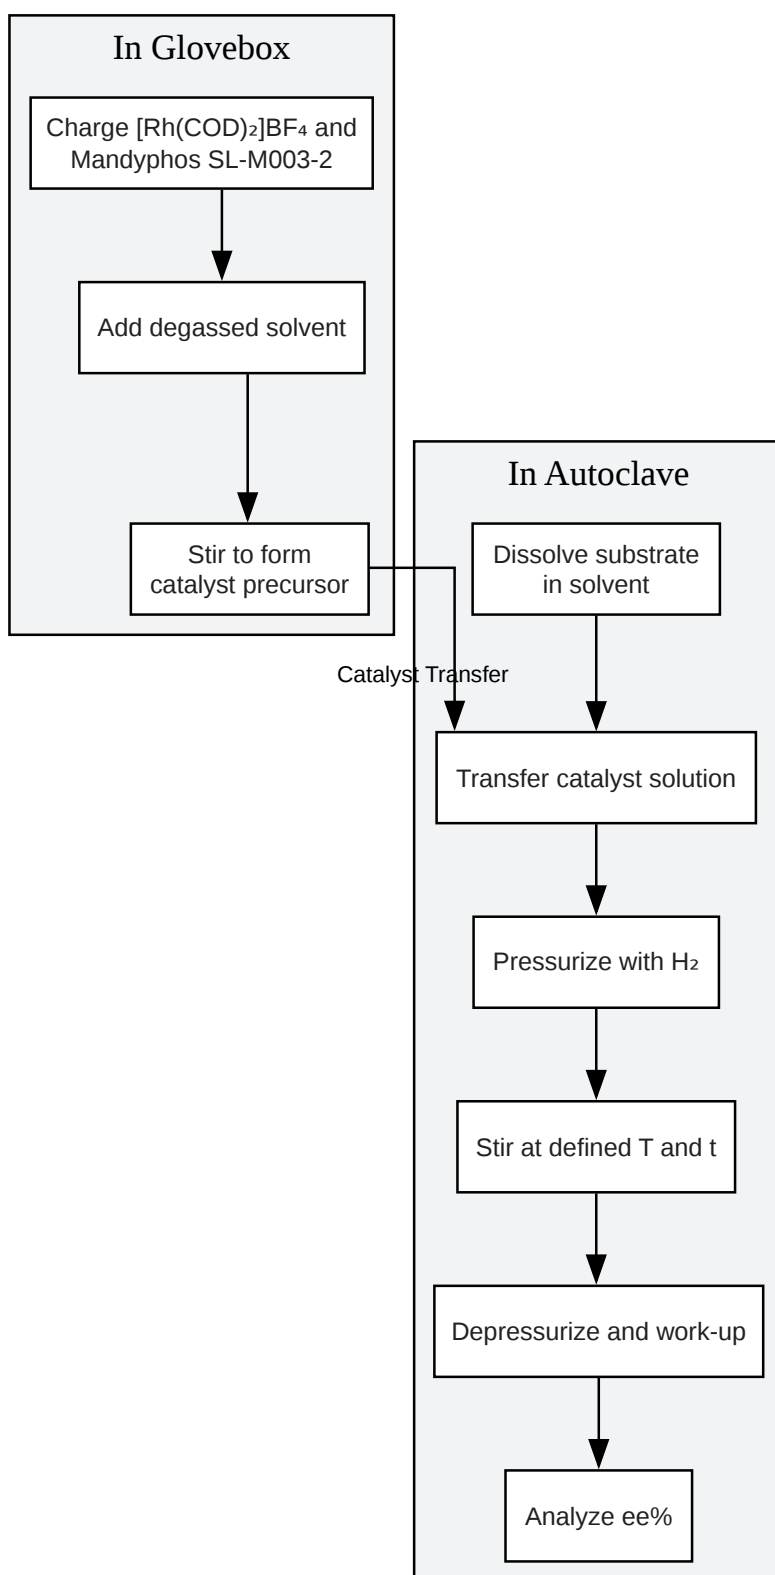 In Glovebox
Charge [Rh(COD)₂]BF₄ and
Mandyphos SL-M003-2
Add degassed solvent
Stir to form
catalyst precursor
In Autoclave
Dissolve substrate
in solvent
Catalyst Transfer
Transfer catalyst solution
Pressurize with H₂
Stir at defined T and t
Depressurize and work-up
Analyze ee%